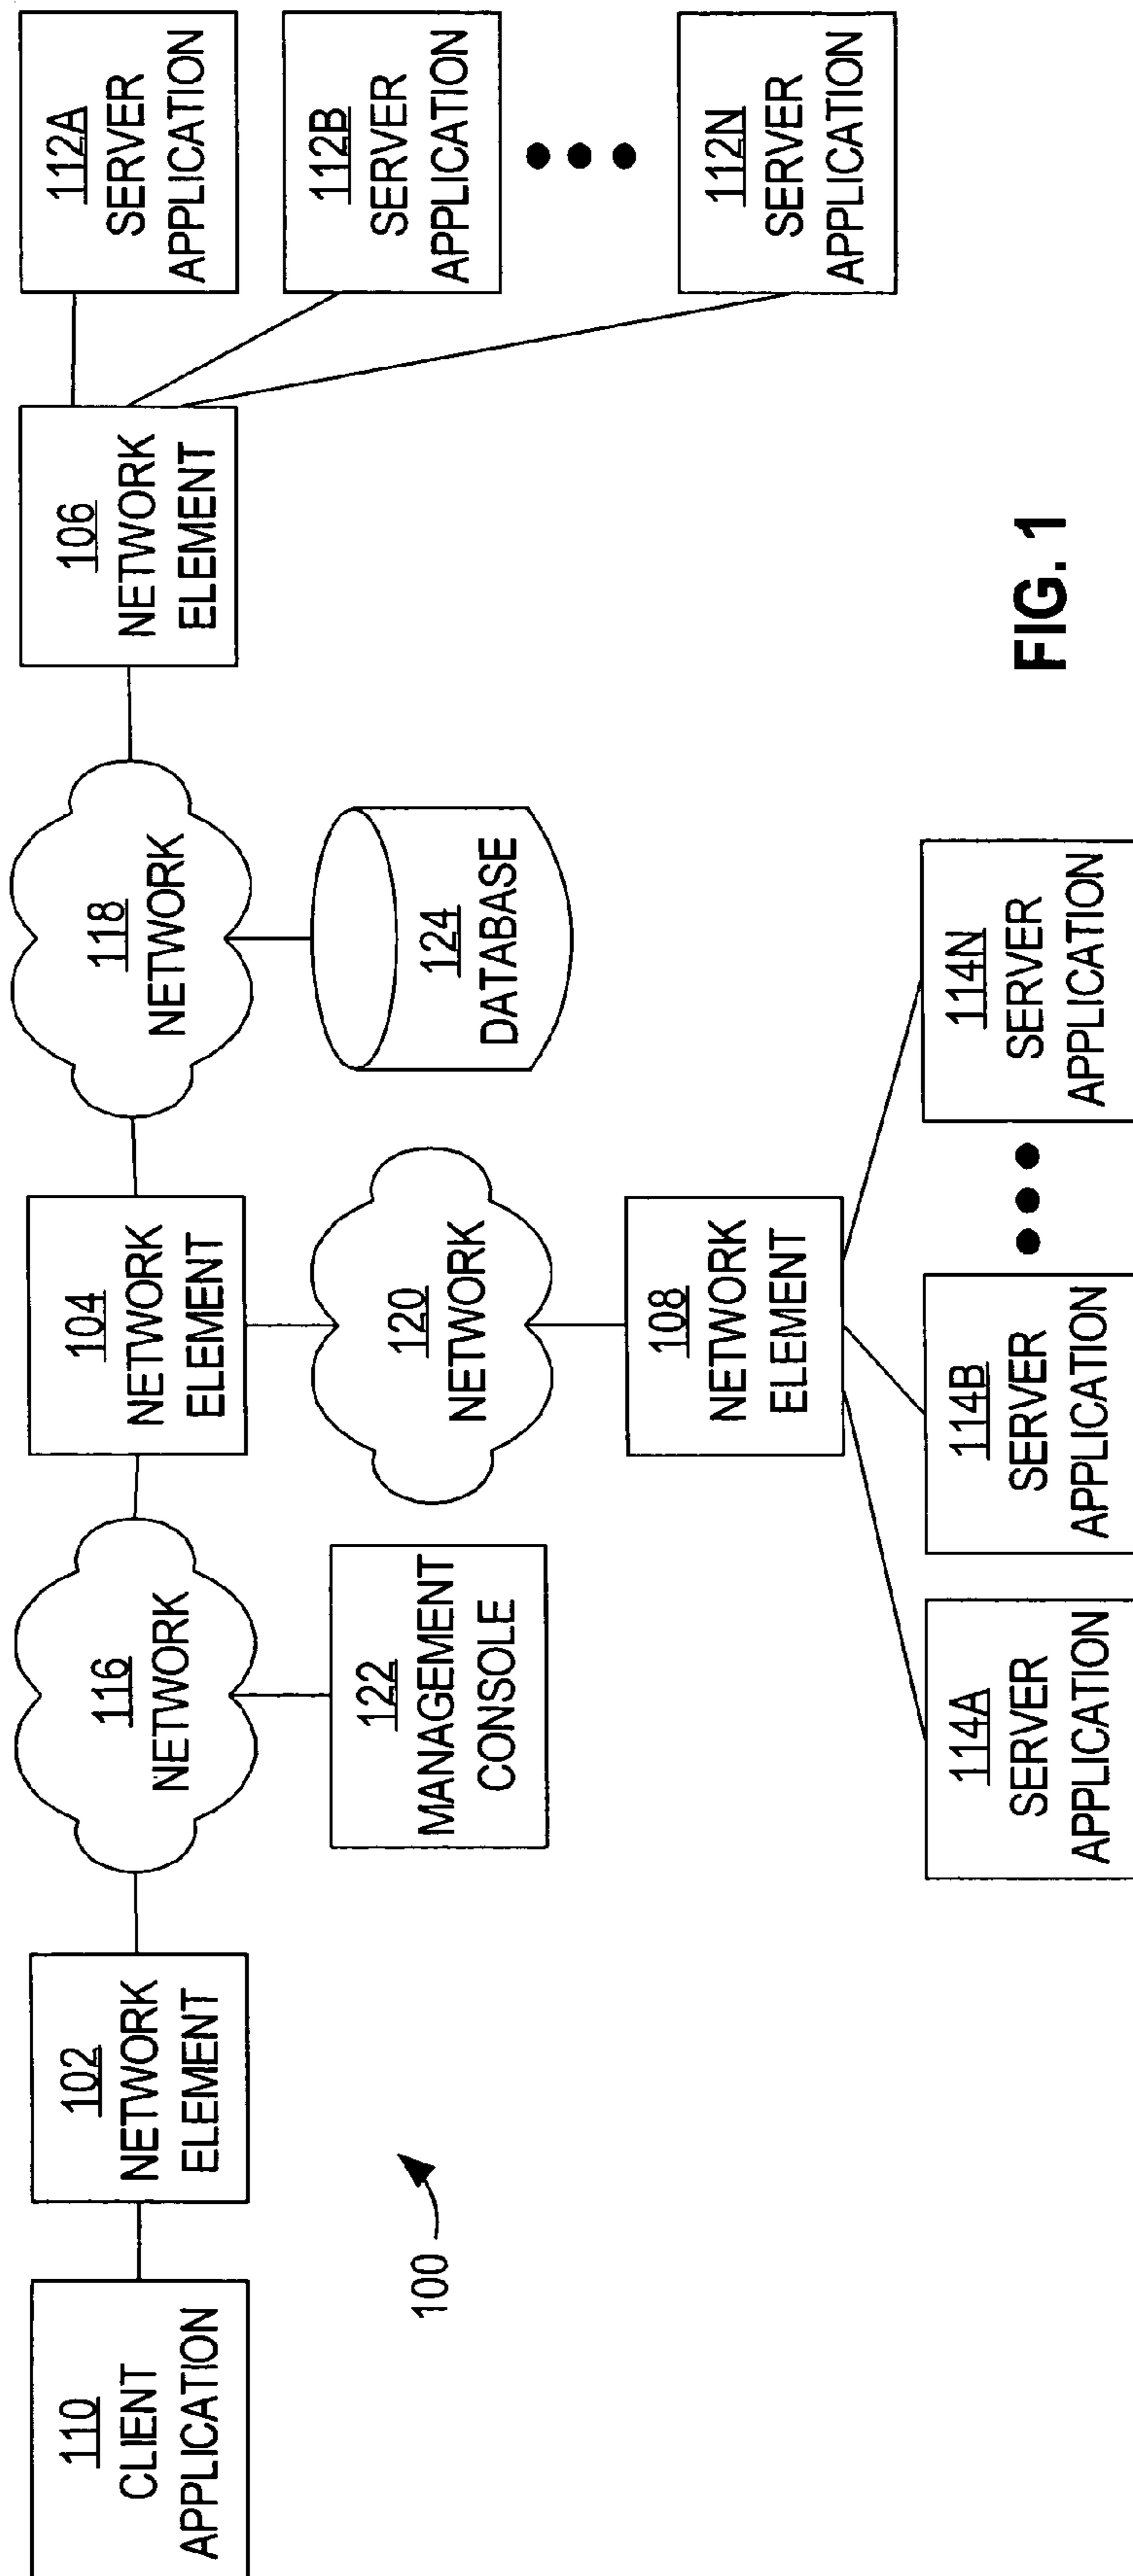 110
CLIENT
APPLICATION
102
NETWORK
ELEMENT
116
NETWORK
104
NETWORK
ELEMENT
118
NETWORK
106
NETWORK
ELEMENT
112A
SERVER
APPLICATION
112B
SERVER
APPLICATION
112N
SERVER
APPLICATION
122
MANAGEMENT
CONSOLE
120
NETWORK
124
DATABASE
100
108
NETWORK
ELEMENT
114A
SERVER
APPLICATION
114B
SERVER
APPLICATION
114N
SERVER
APPLICATION
FIG. 1